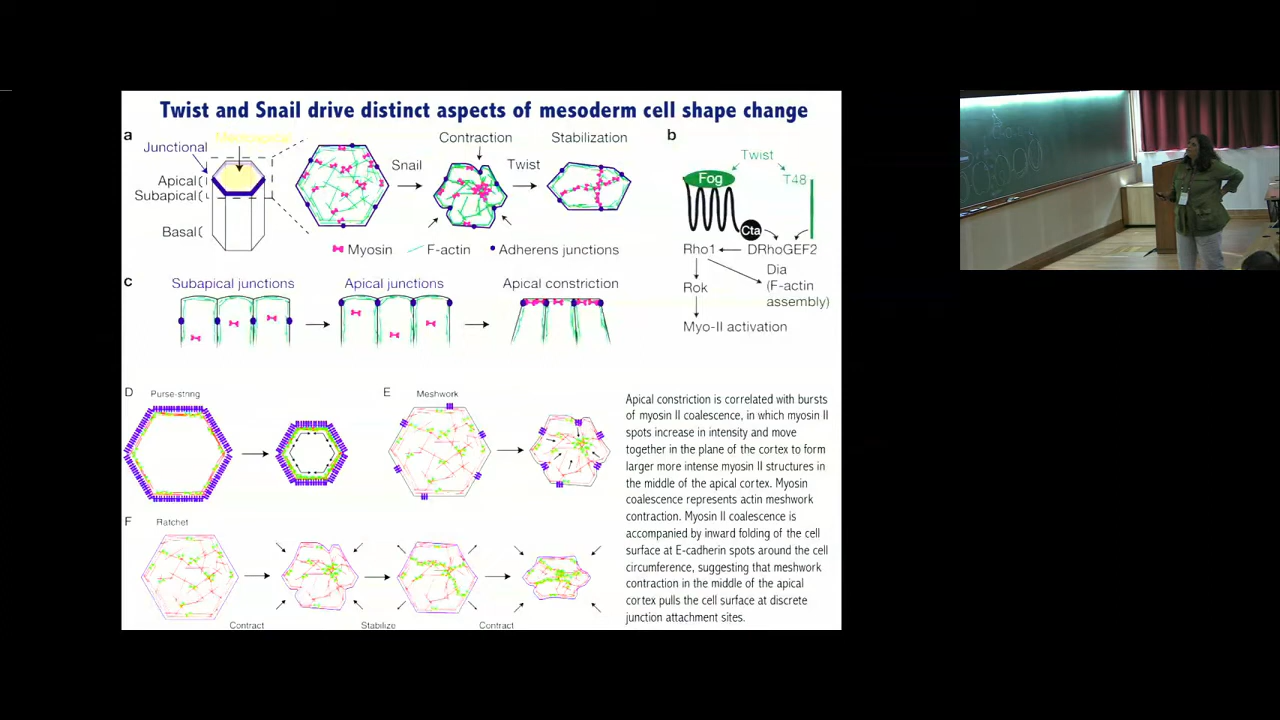 Twist and Snail drive distinct aspects of mesoderm cell shape change
a
Junctional
Apical
Subapical
Basal
Snail
Contraction
Twist
Stabilization
Myosin
F-actin
Adherens junctions
b
Twist
Fog
T48
Cta
Rho1
DRhoGEF2
Rok
Dia
(F-actin
assembly)
Myo-II activation
c
Subapical junctions
Apical junctions
Apical constriction
D
Purse-string
E
Meshwork
F
Ratchet
Contract
Stabilize
Contract
Apical constriction is correlated with bursts
of myosin II coalescence, in which myosin II
spots increase in intensity and move
together in the plane of the cortex to form
larger more intense myosin II structures in
the middle of the apical cortex. Myosin
coalescence represents actin meshwork
contraction. Myosin II coalescence is
accompanied by inward folding of the cell
surface at E-cadherin spots around the cell
circumference, suggesting that meshwork
contraction in the middle of the apical
cortex pulls the cell surface at discrete
junction attachment sites.